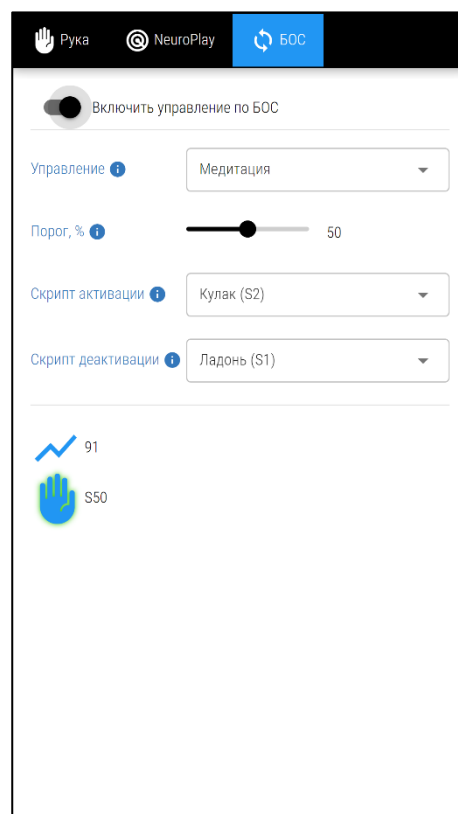 Рука NeuroPlay БОС
Включить управление по БОС
Управление Медитация
Порог, % 50
Скрипт активации Кулак (S2)
Скрипт деактивации Ладонь (S1)
91
S50